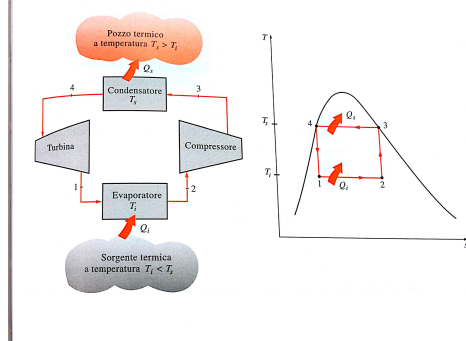 Pozzo termico
a temperatura T_s > T_i
Q_s
4
Condensatore
T_s
3
Turbina
Compressore
1
Evaporatore
T_i
2
Q_i
Sorgente termica
a temperatura T_i < T_s
T
T_s
4
Q_s
3
T_i
1
Q_i
2
s